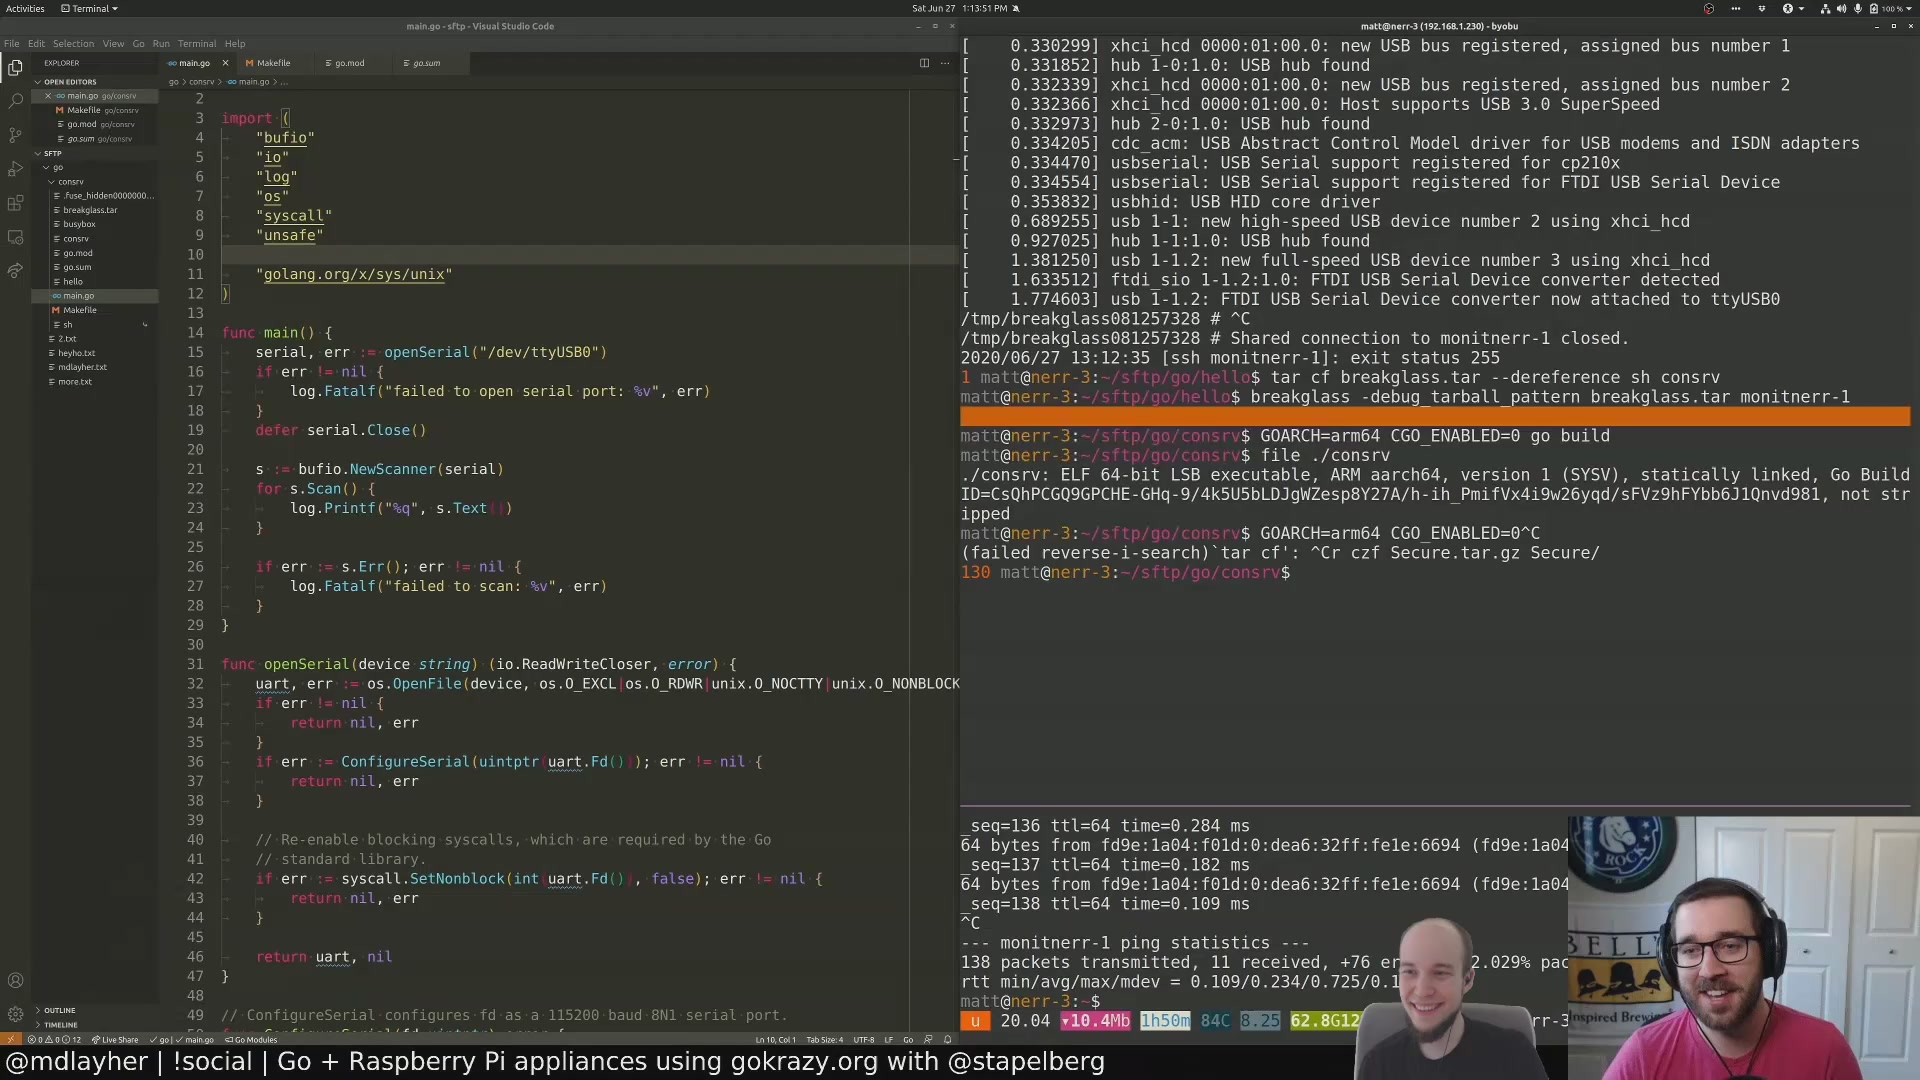 Activities
Terminal
Sat Jun 27 1:13:51 PM
100 %
main.go - sftp - Visual Studio Code
File Edit Selection View Go Run Terminal Help
EXPLORER
OPEN EDITORS
main.go go/consrv
Makefile go/consrv
go.mod go/consrv
go.sum go/consrv
SFTP
go
consrv
.fuse_hidden0000000...
breakglass.tar
busybox
consrv
go.mod
go.sum
hello
main.go
Makefile
sh
2.txt
heyho.txt
mdlayher.txt
more.txt
OUTLINE
TIMELINE
main.go Makefile go.mod go.sum
go > consrv > main.go > ...
2
3 import (
4 "bufio"
5 "io"
6 "log"
7 "os"
8 "syscall"
9 "unsafe"
10
11 "golang.org/x/sys/unix"
12 )
13
14 func main() {
15 serial, err := openSerial("/dev/ttyUSB0")
16 if err != nil {
17 log.Fatalf("failed to open serial port: %v", err)
18 }
19 defer serial.Close()
20
21 s := bufio.NewScanner(serial)
22 for s.Scan() {
23 log.Printf("%q", s.Text())
24 }
25
26 if err := s.Err(); err != nil {
27 log.Fatalf("failed to scan: %v", err)
28 }
29 }
30
31 func openSerial(device string) (io.ReadWriteCloser, error) {
32 uart, err := os.OpenFile(device, os.O_EXCL|os.O_RDWR|unix.O_NOCTTY|unix.O_NONBLOCK
33 if err != nil {
34 return nil, err
35 }
36 if err := ConfigureSerial(uintptr(uart.Fd())); err != nil {
37 return nil, err
38 }
39
40 // Re-enable blocking syscalls, which are required by the Go
41 // standard library.
42 if err := syscall.SetNonblock(int(uart.Fd()), false); err != nil {
43 return nil, err
44 }
45
46 return uart, nil
47 }
48
49 // ConfigureSerial configures fd as a 115200 baud 8N1 serial port.
50 func ConfigureSerial(fd uintptr) error {
0 0 12 Live Share go main.go Go Modules
Ln 10, Col 1 Tab Size: 4 UTF-8 LF Go
matt@nerr-3 (192.168.1.230) - byobu
[ 0.330299] xhci_hcd 0000:01:00.0: new USB bus registered, assigned bus number 1
[ 0.331852] hub 1-0:1.0: USB hub found
[ 0.332339] xhci_hcd 0000:01:00.0: new USB bus registered, assigned bus number 2
[ 0.332366] xhci_hcd 0000:01:00.0: Host supports USB 3.0 SuperSpeed
[ 0.332973] hub 2-0:1.0: USB hub found
[ 0.334205] cdc_acm: USB Abstract Control Model driver for USB modems and ISDN adapters
[ 0.334470] usbserial: USB Serial support registered for cp210x
[ 0.334554] usbserial: USB Serial support registered for FTDI USB Serial Device
[ 0.353832] usbhid: USB HID core driver
[ 0.689255] usb 1-1: new high-speed USB device number 2 using xhci_hcd
[ 0.927025] hub 1-1:1.0: USB hub found
[ 1.381250] usb 1-1.2: new full-speed USB device number 3 using xhci_hcd
[ 1.633512] ftdi_sio 1-1.2:1.0: FTDI USB Serial Device converter detected
[ 1.774603] usb 1-1.2: FTDI USB Serial Device converter now attached to ttyUSB0
/tmp/breakglass081257328 # ^C
/tmp/breakglass081257328 # Shared connection to monitnerr-1 closed.
2020/06/27 13:12:35 [ssh monitnerr-1]: exit status 255
1 matt@nerr-3:~/sftp/go/hello$ tar cf breakglass.tar --dereference sh consrv
matt@nerr-3:~/sftp/go/hello$ breakglass -debug_tarball_pattern breakglass.tar monitnerr-1
matt@nerr-3:~/sftp/go/consrv$ GOARCH=arm64 CGO_ENABLED=0 go build
matt@nerr-3:~/sftp/go/consrv$ file ./consrv
./consrv: ELF 64-bit LSB executable, ARM aarch64, version 1 (SYSV), statically linked, Go Build
ID=CsQhPCGQ9GPCHE-GHq-9/4k5U5bLDJgWZesp8Y27A/h-ih_PmifVx4i9w26yqd/sFVz9hFYbb6J1Qnvd981, not str
ipped
matt@nerr-3:~/sftp/go/consrv$ GOARCH=arm64 CGO_ENABLED=0^C
(failed reverse-i-search)`tar cf': ^Cr czf Secure.tar.gz Secure/
130 matt@nerr-3:~/sftp/go/consrv$
_seq=136 ttl=64 time=0.284 ms
64 bytes from fd9e:1a04:f01d:0:dea6:32ff:fe1e:6694 (fd9e:1a04
_seq=137 ttl=64 time=0.182 ms
64 bytes from fd9e:1a04:f01d:0:dea6:32ff:fe1e:6694 (fd9e:1a04
_seq=138 ttl=64 time=0.109 ms
^C
--- monitnerr-1 ping statistics ---
138 packets transmitted, 11 received, +76 er 2.029% pac
rtt min/avg/max/mdev = 0.109/0.234/0.725/0.1
matt@nerr-3:~$
u 20.04 ▾10.4Mb 1h50m 84C 8.25 62.8G12 rr-3
ROCK
BELL
Inspired Brewin
@mdlayher | !social | Go + Raspberry Pi appliances using gokrazy.org with @stapelberg